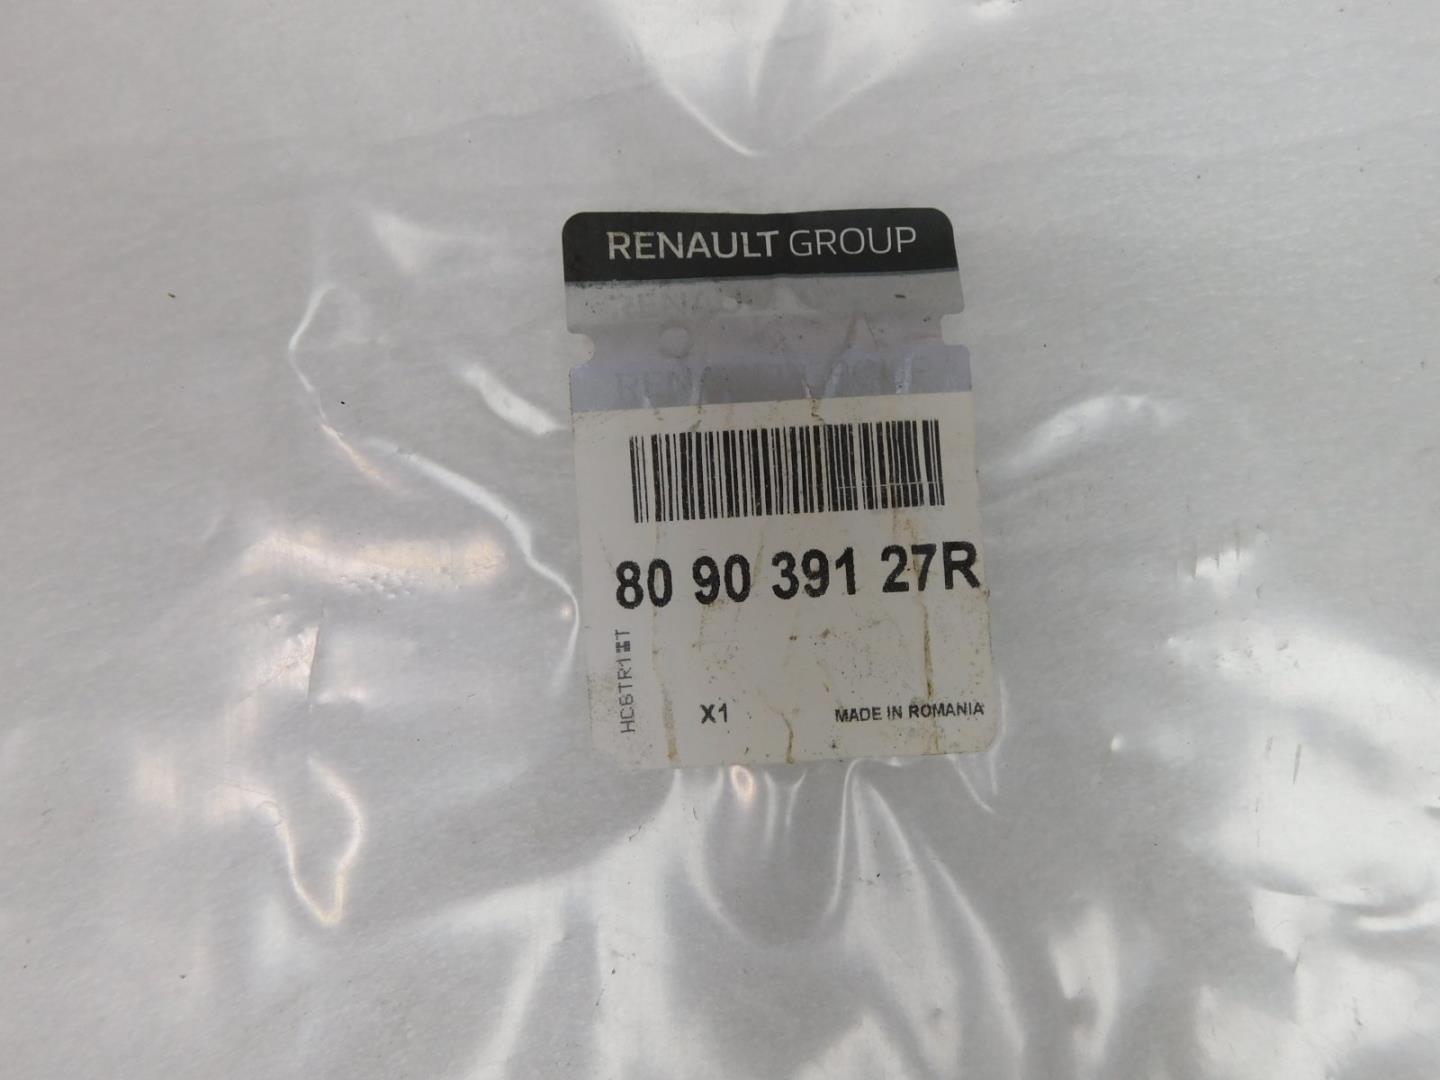 RENAULT GROUP
80 90 391 27R
X1
MADE IN ROMANIA